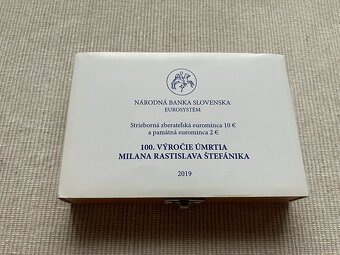 NÁRODNÁ BANKA SLOVENSKA
EUROSYSTÉM
Strieborná zberateľská eurominca 10 €
a pamätná eurominca 2 €
100. VÝROČIE ÚMRTIA
MILANA RASTISLAVA ŠTEFÁNIKA
2019